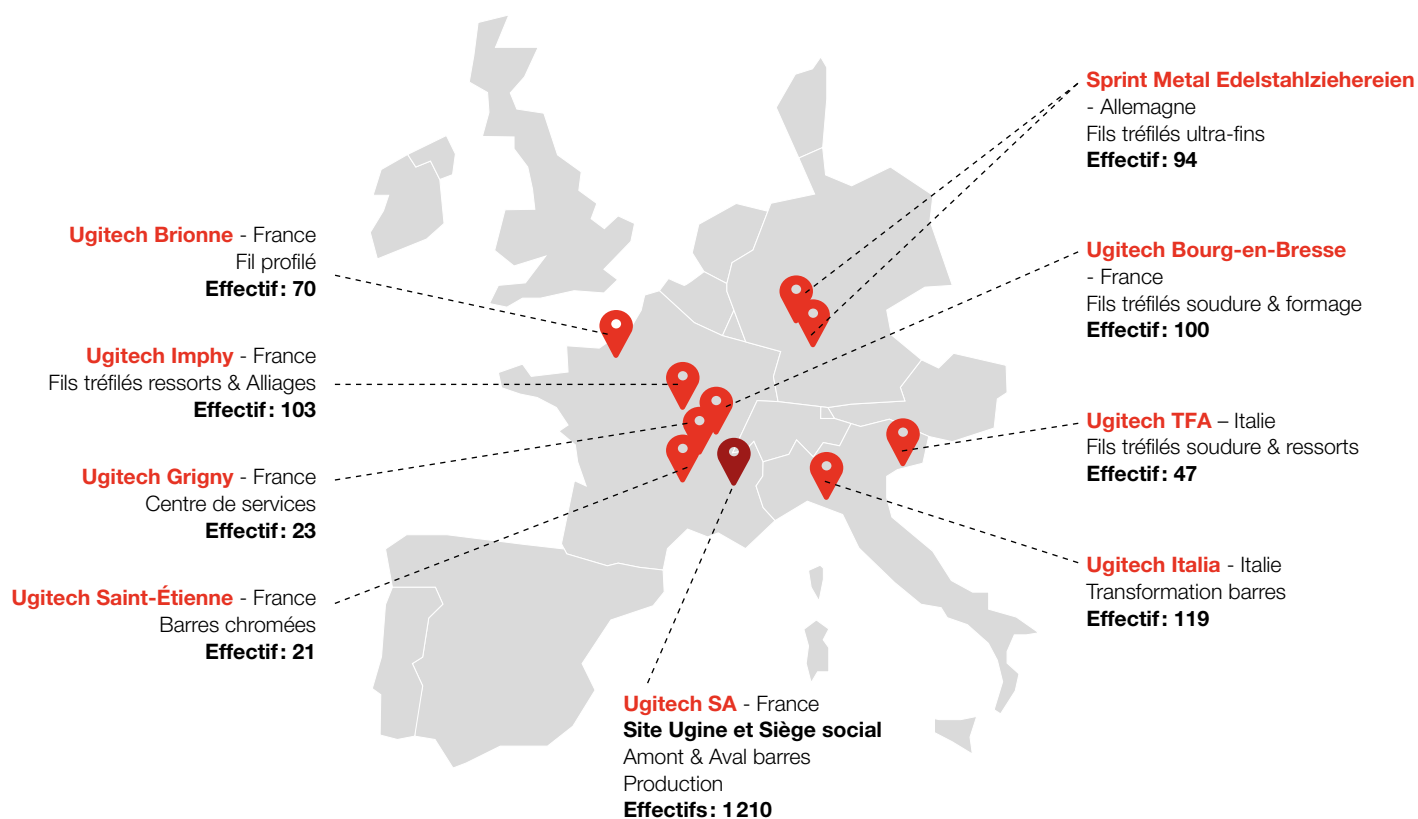 Ugitech Brionne - France
Fil profilé
Effectif : 70
Ugitech Imphy - France
Fils tréfilés ressorts & Alliages
Effectif : 103
Ugitech Grigny - France
Centre de services
Effectif : 23
Ugitech Saint-Étienne - France
Barres chromées
Effectif : 21
Ugitech SA - France
Site Ugine et Siège social
Amont & Aval barres
Production
Effectifs : 1 210
Sprint Metal Edelstahlziehereien
- Allemagne
Fils tréfilés ultra-fins
Effectif : 94
Ugitech Bourg-en-Bresse
- France
Fils tréfilés soudure & formage
Effectif : 100
Ugitech TFA – Italie
Fils tréfilés soudure & ressorts
Effectif : 47
Ugitech Italia - Italie
Transformation barres
Effectif : 119